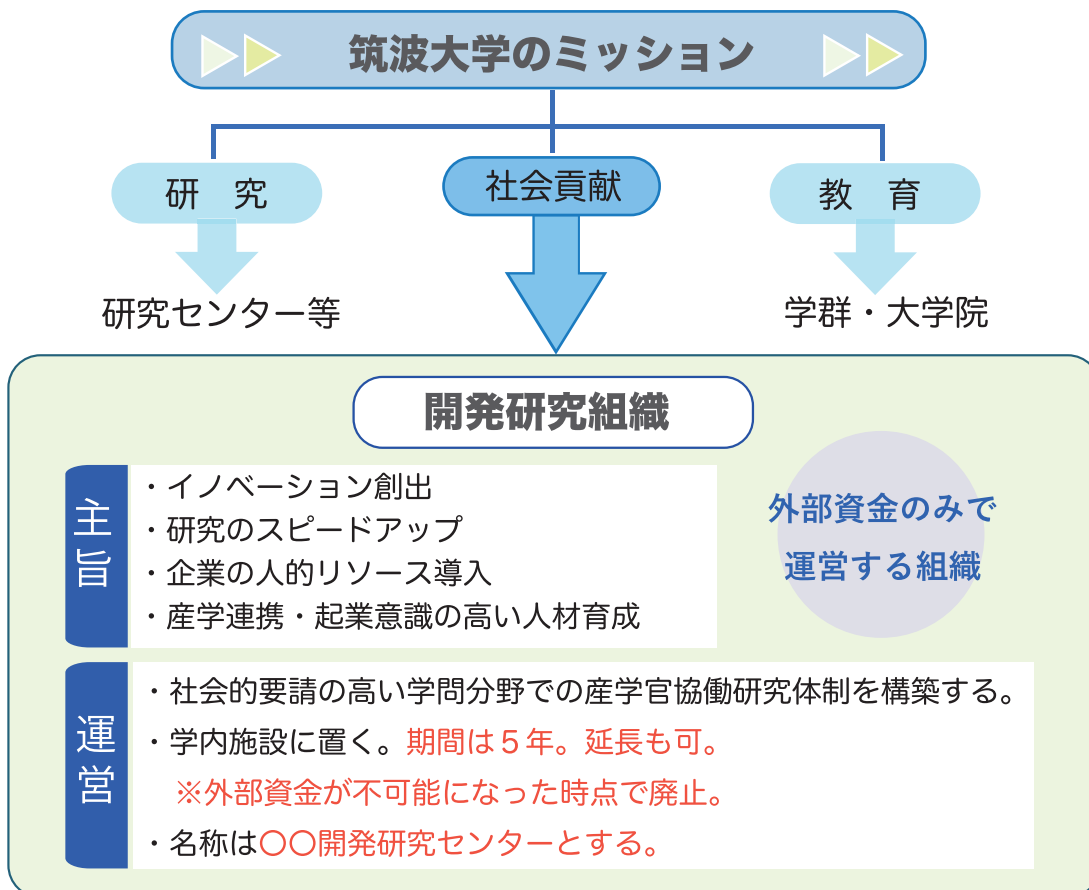 筑波大学のミッション
研　究
社会貢献
教　育
研究センター等
学群・大学院
開発研究組織
主旨
・イノベーション創出
・研究のスピードアップ
・企業の人的リソース導入
・産学連携・起業意識の高い人材育成
外部資金のみで
運営する組織
運営
・社会的要請の高い学問分野での産学官協働研究体制を構築する。
・学内施設に置く。期間は５年。延長も可。
※外部資金が不可能になった時点で廃止。
・名称は〇〇開発研究センターとする。